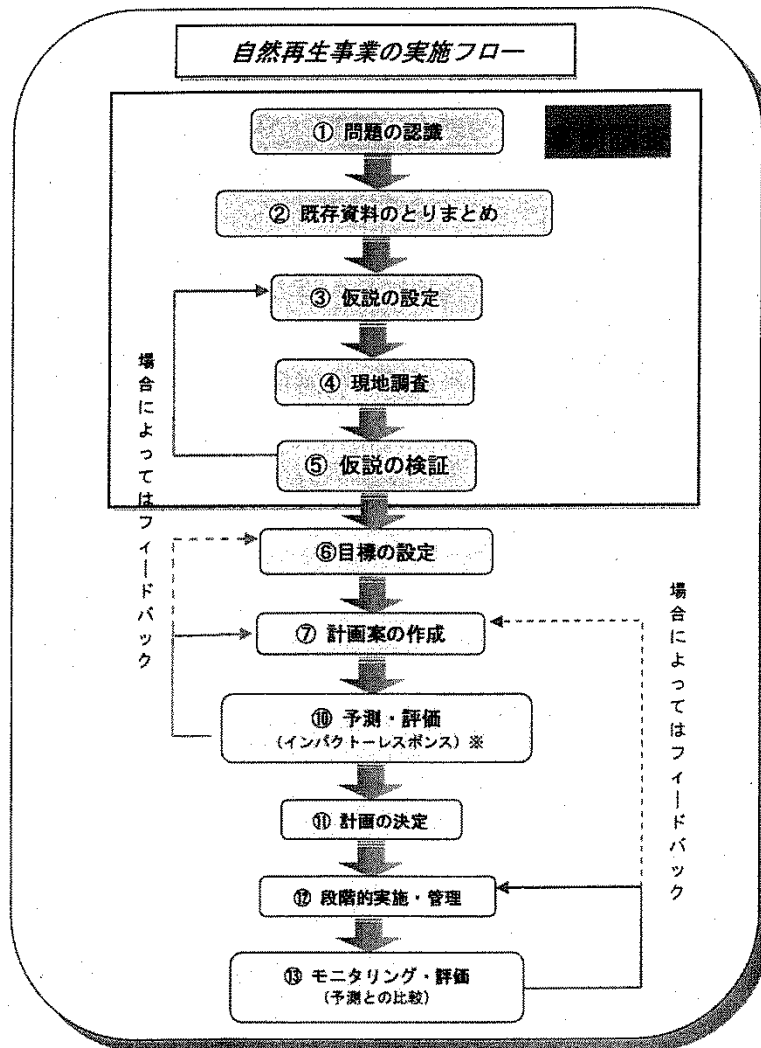 自然再生事業の実施フロー
① 問題の認識
② 既存資料のとりまとめ
③ 仮説の設定
④ 現地調査
⑤ 仮説の検証
場合によってはフィードバック
⑥目標の設定
⑦ 計画案の作成
⑩ 予測・評価
(インパクトーレスポンス)※
⑪ 計画の決定
⑫ 段階的実施・管理
⑬ モニタリング・評価
(予測との比較)
場合によってはフィードバック